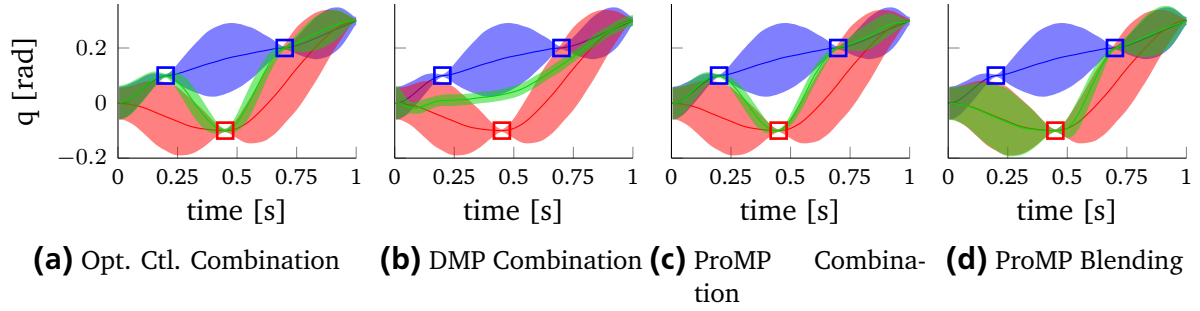 q [rad]
0.2
0
−0.2
0 0.25 0.5 0.75 1
0 0.25 0.5 0.75 1
0 0.25 0.5 0.75 1
0 0.25 0.5 0.75 1
time [s]
time [s]
time [s]
time [s]
(a) Opt. Ctl. Combination
(b) DMP Combination
(c) ProMP Combina-
tion
(d) ProMP Blending